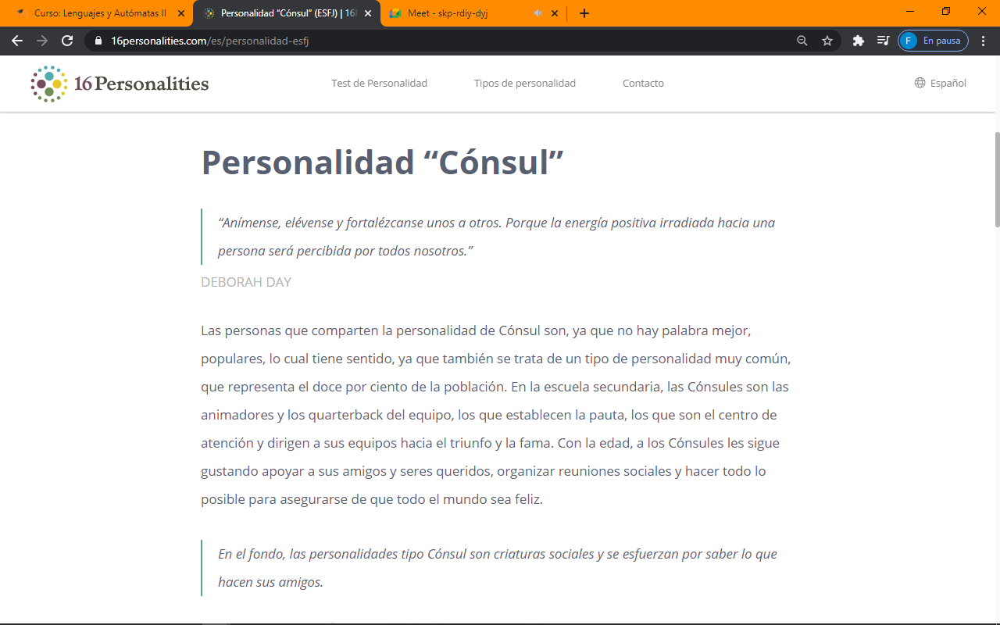 Curso: Lenguajes y Autómatas II
Personalidad “Cónsul” (ESFJ) | 16
Meet - skp-rdiy-dyj
16personalities.com/es/personalidad-esfj
F
En pausa
16Personalities
Test de Personalidad
Tipos de personalidad
Contacto
Español
Personalidad “Cónsul”
“Anímense, elévense y fortalézcanse unos a otros. Porque la energía positiva irradiada hacia una
persona será percibida por todos nosotros.”
DEBORAH DAY
Las personas que comparten la personalidad de Cónsul son, ya que no hay palabra mejor,
populares, lo cual tiene sentido, ya que también se trata de un tipo de personalidad muy común,
que representa el doce por ciento de la población. En la escuela secundaria, las Cónsules son las
animadores y los quarterback del equipo, los que establecen la pauta, los que son el centro de
atención y dirigen a sus equipos hacia el triunfo y la fama. Con la edad, a los Cónsules les sigue
gustando apoyar a sus amigos y seres queridos, organizar reuniones sociales y hacer todo lo
posible para asegurarse de que todo el mundo sea feliz.
En el fondo, las personalidades tipo Cónsul son criaturas sociales y se esfuerzan por saber lo que
hacen sus amigos.